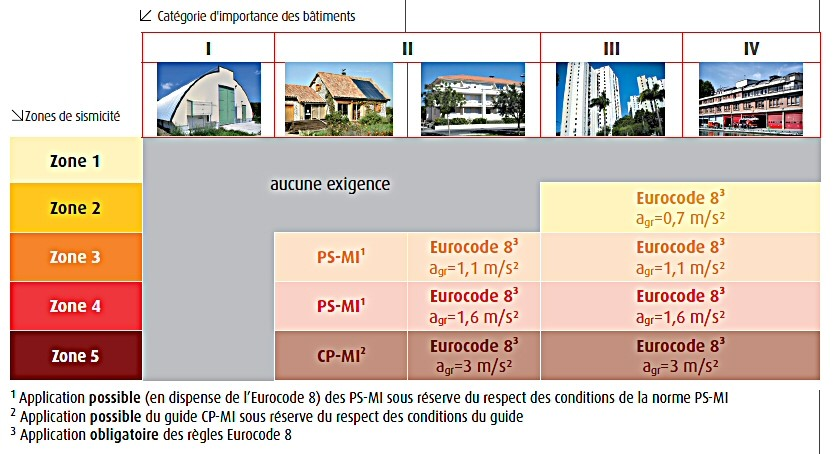 Catégorie d'importance des bâtiments
I II III IV
Zones de sismicité
Zone 1
aucune exigence
Zone 2 Eurocode 8³
agr=0,7 m/s²
Zone 3 PS-MI¹ Eurocode 8³ Eurocode 8³
agr=1,1 m/s² agr=1,1 m/s²
Zone 4 PS-MI¹ Eurocode 8³ Eurocode 8³
agr=1,6 m/s² agr=1,6 m/s²
Zone 5 CP-MI² Eurocode 8³ Eurocode 8³
agr=3 m/s² agr=3 m/s²
¹ Application possible (en dispense de l'Eurocode 8) des PS-MI sous réserve du respect des conditions de la norme PS-MI
² Application possible du guide CP-MI sous réserve du respect des conditions du guide
³ Application obligatoire des règles Eurocode 8